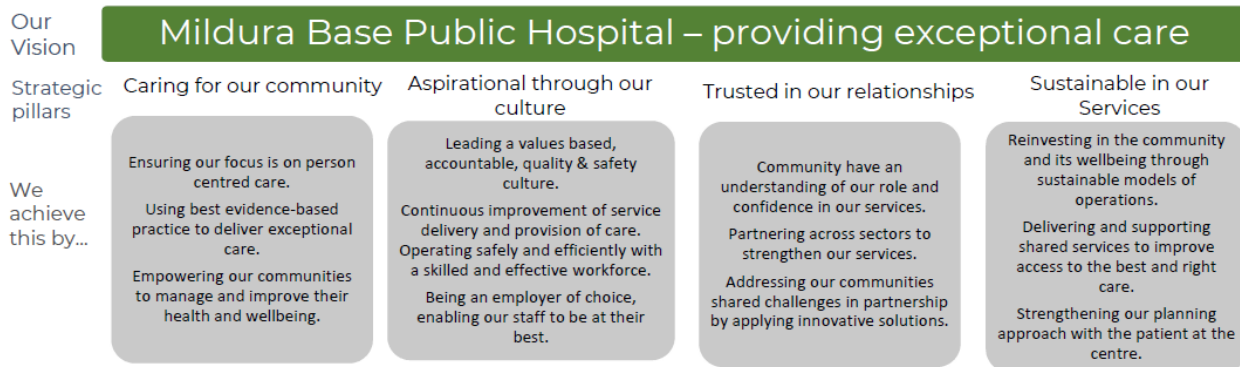 Our
Vision
Mildura Base Public Hospital – providing exceptional care
Strategic
pillars
Caring for our community
Aspirational through our
culture
Trusted in our relationships
Sustainable in our
Services
We
achieve
this by...
Ensuring our focus is on person
centred care.
Using best evidence-based
practice to deliver exceptional
care.
Empowering our communities
to manage and improve their
health and wellbeing.
Leading a values based,
accountable, quality & safety
culture.
Continuous improvement of service
delivery and provision of care.
Operating safely and efficiently with
a skilled and effective workforce.
Being an employer of choice,
enabling our staff to be at their
best.
Community have an
understanding of our role and
confidence in our services.
Partnering across sectors to
strengthen our services.
Addressing our communities
shared challenges in partnership
by applying innovative solutions.
Reinvesting in the community
and its wellbeing through
sustainable models of
operations.
Delivering and supporting
shared services to improve
access to the best and right
care.
Strengthening our planning
approach with the patient at the
centre.